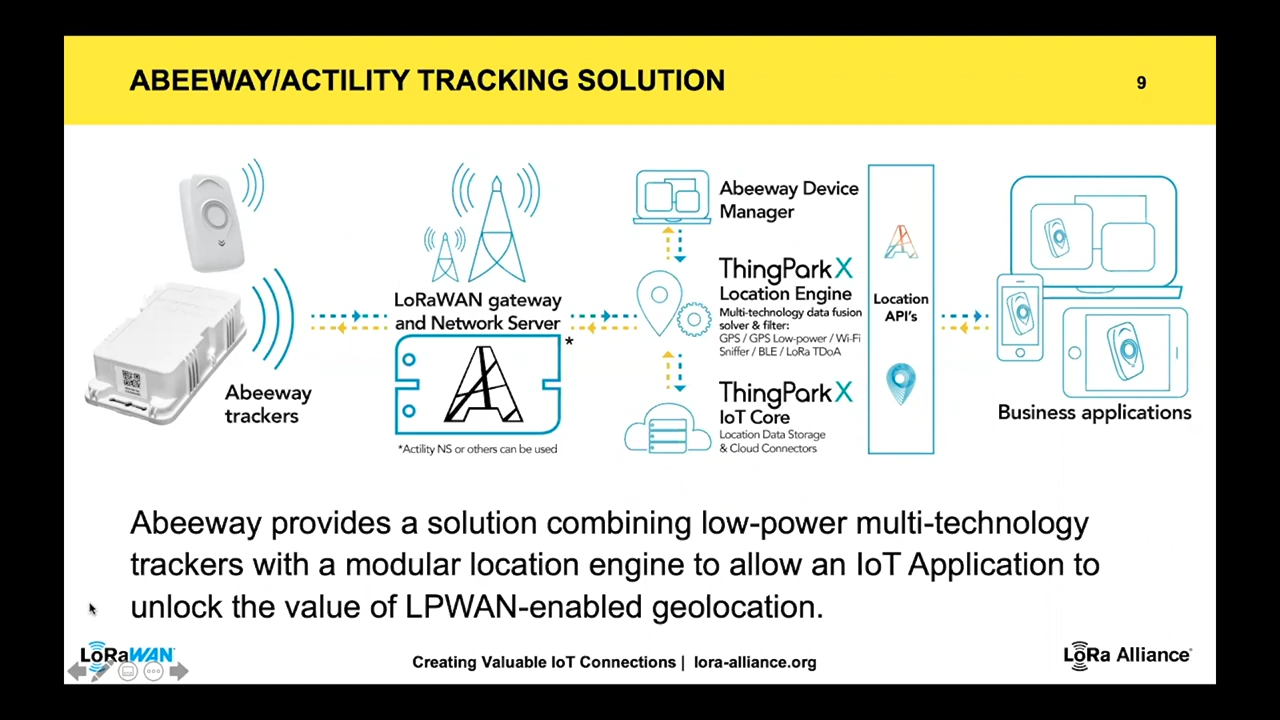 ABEEWAY/ACTILITY TRACKING SOLUTION
9
Abeeway
trackers
LoRaWAN gateway
and Network Server
*
*Actility NS or others can be used
Abeeway Device
Manager
ThingParkX
Location Engine
Multi-technology data fusion
solver & filter:
GPS / GPS Low-power / Wi-Fi
Sniffer / BLE / LoRa TDoA
ThingParkX
IoT Core
Location Data Storage
& Cloud Connectors
Location
API's
Business applications
Abeeway provides a solution combining low-power multi-technology
trackers with a modular location engine to allow an IoT Application to
unlock the value of LPWAN-enabled geolocation.
LoRaWAN
Creating Valuable IoT Connections | lora-alliance.org
LoRa Alliance®